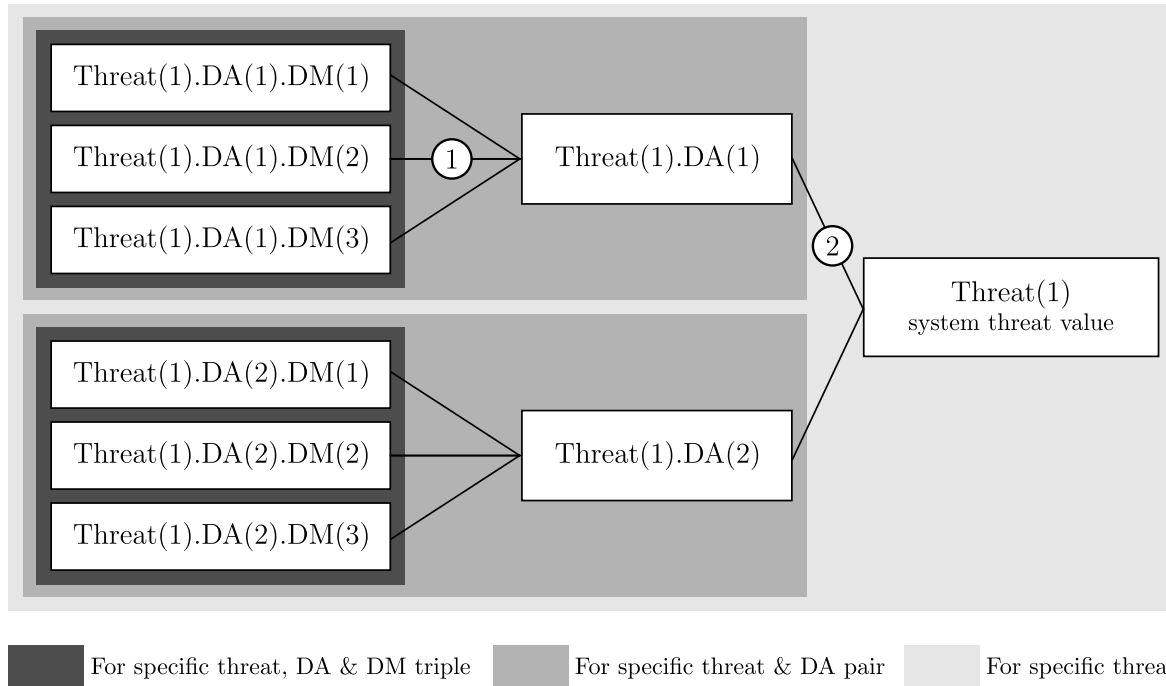 Threat(1).DA(1).DM(1)
Threat(1).DA(1).DM(2)
Threat(1).DA(1).DM(3)
1
Threat(1).DA(1)
2
Threat(1)
system threat value
Threat(1).DA(2).DM(1)
Threat(1).DA(2).DM(2)
Threat(1).DA(2).DM(3)
Threat(1).DA(2)
For specific threat, DA & DM triple
For specific threat & DA pair
For specific